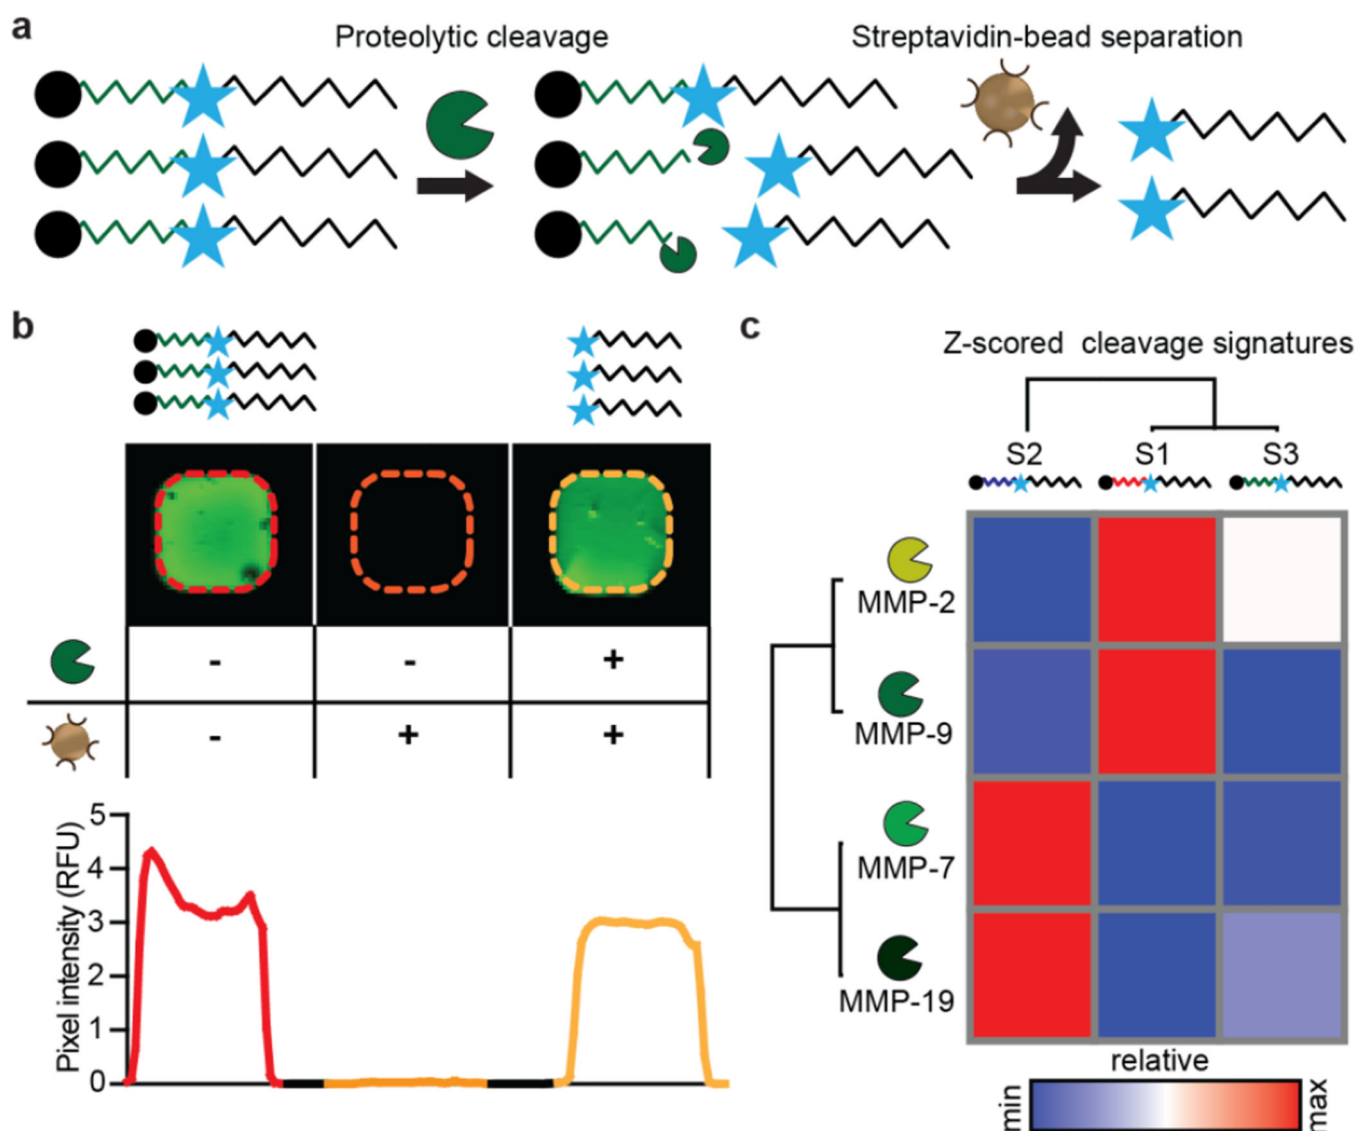 a
Proteolytic cleavage
Streptavidin-bead separation
b
- - +
- + +
Pixel intensity (RFU)
5
4
3
2
1
0
c
Z-scored cleavage signatures
S2 S1 S3
MMP-2
MMP-9
MMP-7
MMP-19
relative
min
max